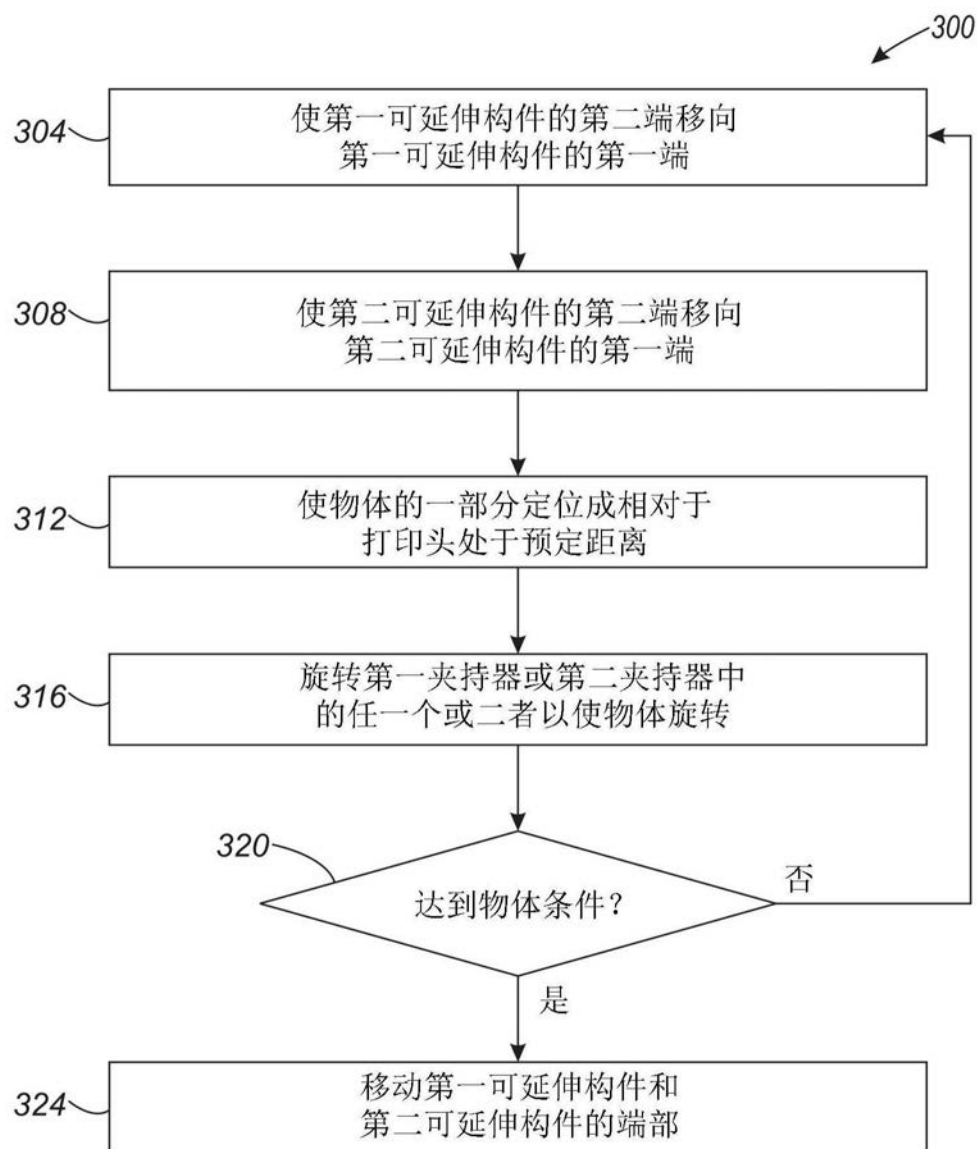 300
304
使第一可延伸构件的第二端移向
第一可延伸构件的第一端
308
使第二可延伸构件的第二端移向
第二可延伸构件的第一端
312
使物体的一部分定位成相对于
打印头处于预定距离
316
旋转第一夹持器或第二夹持器中
的任一个或二者以使物体旋转
320
达到物体条件？
否
是
324
移动第一可延伸构件和
第二可延伸构件的端部